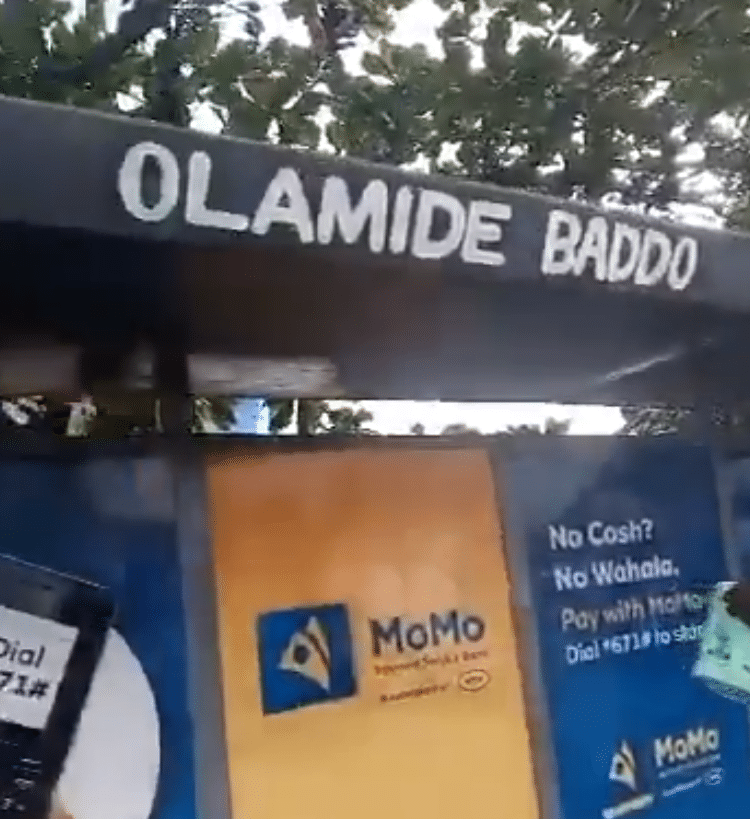 OLAMIDE BADDO
Dial
71#
MoMo
No Cash?
No Wahala.
Pay with MoMo
Dial *671# to start
MoMo